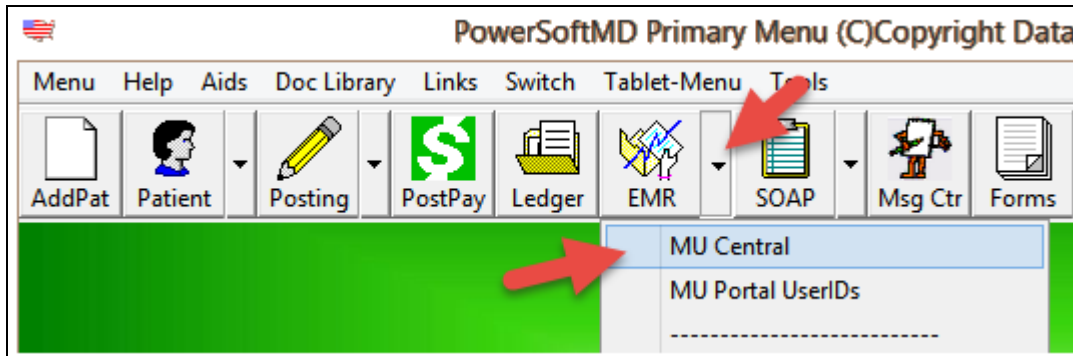 PowerSoftMD Primary Menu (C)Copyright Data
Menu Help Aids Doc Library Links Switch Tablet-Menu Tools
AddPat Patient Posting PostPay Ledger EMR SOAP Msg Ctr Forms
MU Central
MU Portal UserIDs
---------------------------